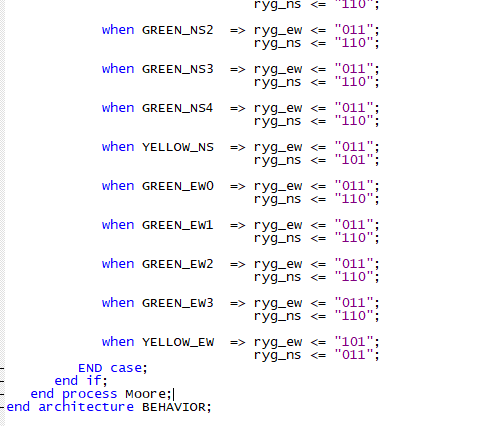 ryg_ns <= "110";
when GREEN_NS2 => ryg_ew <= "011";
ryg_ns <= "110";
when GREEN_NS3 => ryg_ew <= "011";
ryg_ns <= "110";
when GREEN_NS4 => ryg_ew <= "011";
ryg_ns <= "110";
when YELLOW_NS => ryg_ew <= "011";
ryg_ns <= "101";
when GREEN_EW0 => ryg_ew <= "011";
ryg_ns <= "110";
when GREEN_EW1 => ryg_ew <= "011";
ryg_ns <= "110";
when GREEN_EW2 => ryg_ew <= "011";
ryg_ns <= "110";
when GREEN_EW3 => ryg_ew <= "011";
ryg_ns <= "110";
when YELLOW_EW => ryg_ew <= "101";
ryg_ns <= "011";
END case;
end if;
end process Moore;
end architecture BEHAVIOR;